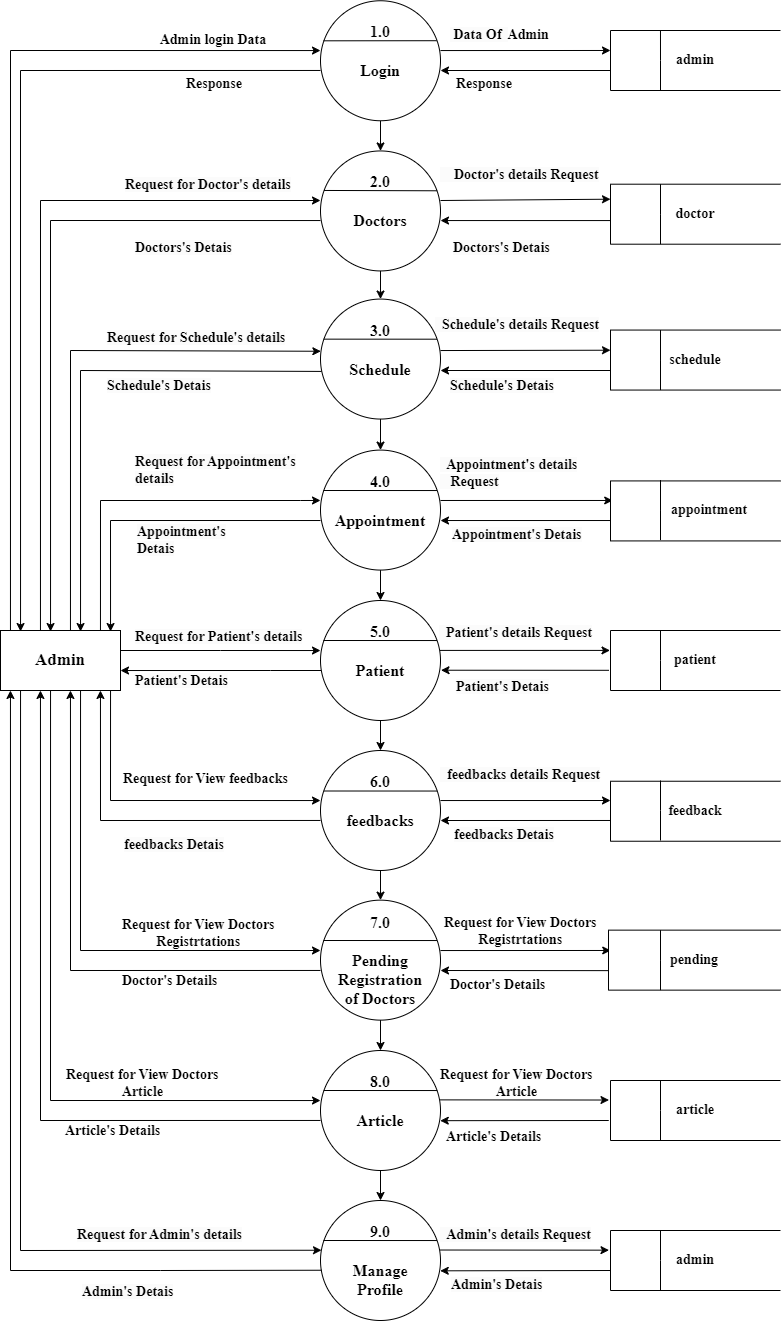 1.0
Data Of  Admin
Admin login Data
admin
Login
Response
Response
2.0
Doctor's details Request
Request for Doctor's details
doctor
Doctors
Doctors's Detais
Doctors's Detais
3.0
Schedule's details Request
Request for Schedule's details
schedule
Schedule
Schedule's Detais
Schedule's Detais
Request for Appointment's
details
4.0
Appointment's details
Request
appointment
Appointment
Appointment's
Detais
Appointment's Detais
Admin
Request for Patient's details
5.0
Patient's details Request
patient
Patient
Patient's Detais
Patient's Detais
6.0
feedbacks details Request
Request for View feedbacks
feedback
feedbacks
feedbacks Detais
feedbacks Detais
7.0
Request for View Doctors
Registrtations
Request for View Doctors
Registrtations
pending
Pending
Registration
of Doctors
Doctor's Details
Doctor's Details
8.0
Request for View Doctors
Article
Request for View Doctors
Article
article
Article
Article's Details
Article's Details
9.0
Request for Admin's details
Admin's details Request
admin
Manage
Profile
Admin's Detais
Admin's Detais